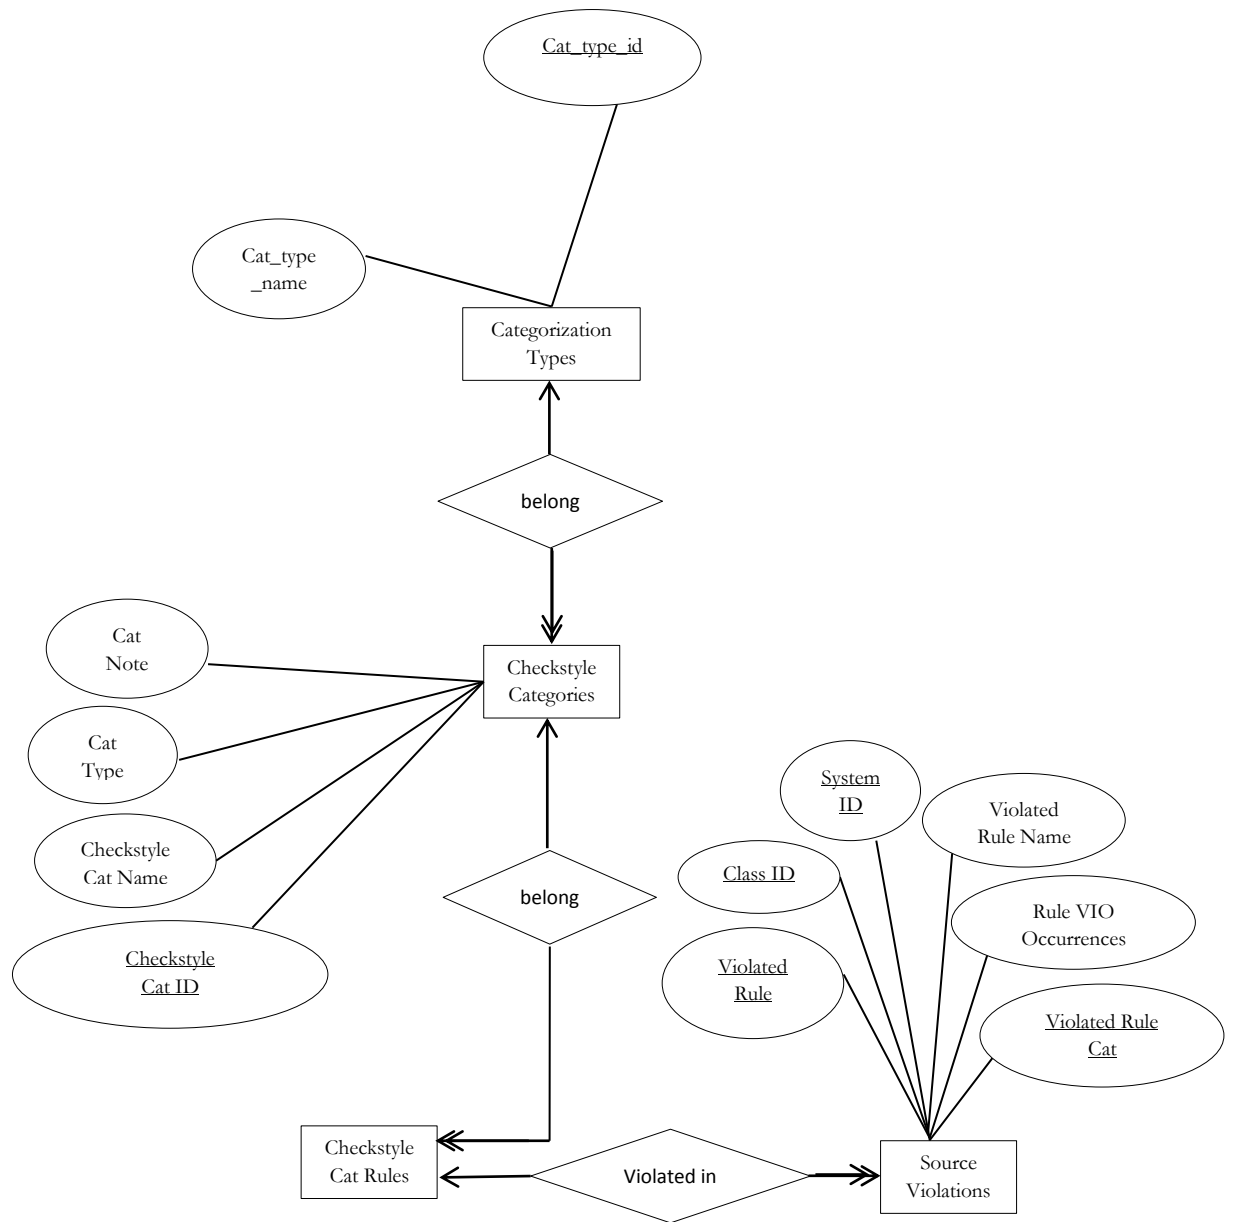 Cat_type_id
Cat_type
_name
Categorization
Types
belong
Cat
Note
Checkstyle
Categories
Cat
Type
System
ID
Violated
Rule Name
Checkstyle
Cat Name
Class ID
belong
Rule VIO
Occurrences
Checkstyle
Cat ID
Violated
Rule
Violated Rule
Cat
Checkstyle
Cat Rules
Violated in
Source
Violations